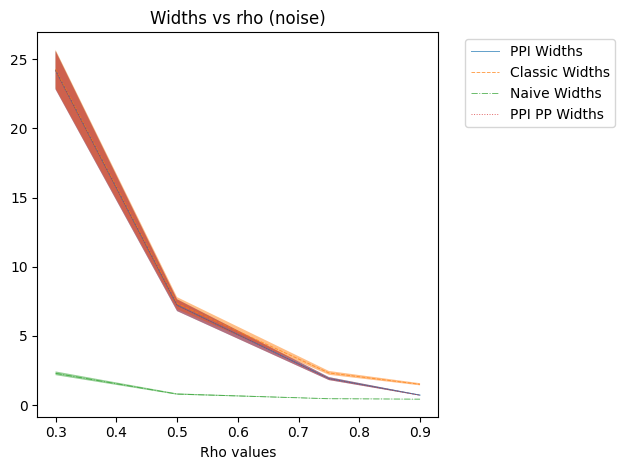 Widths vs rho (noise)
PPI Widths
Classic Widths
Naive Widths
PPI PP Widths
25
20
15
10
5
0
0.3 0.4 0.5 0.6 0.7 0.8 0.9
Rho values